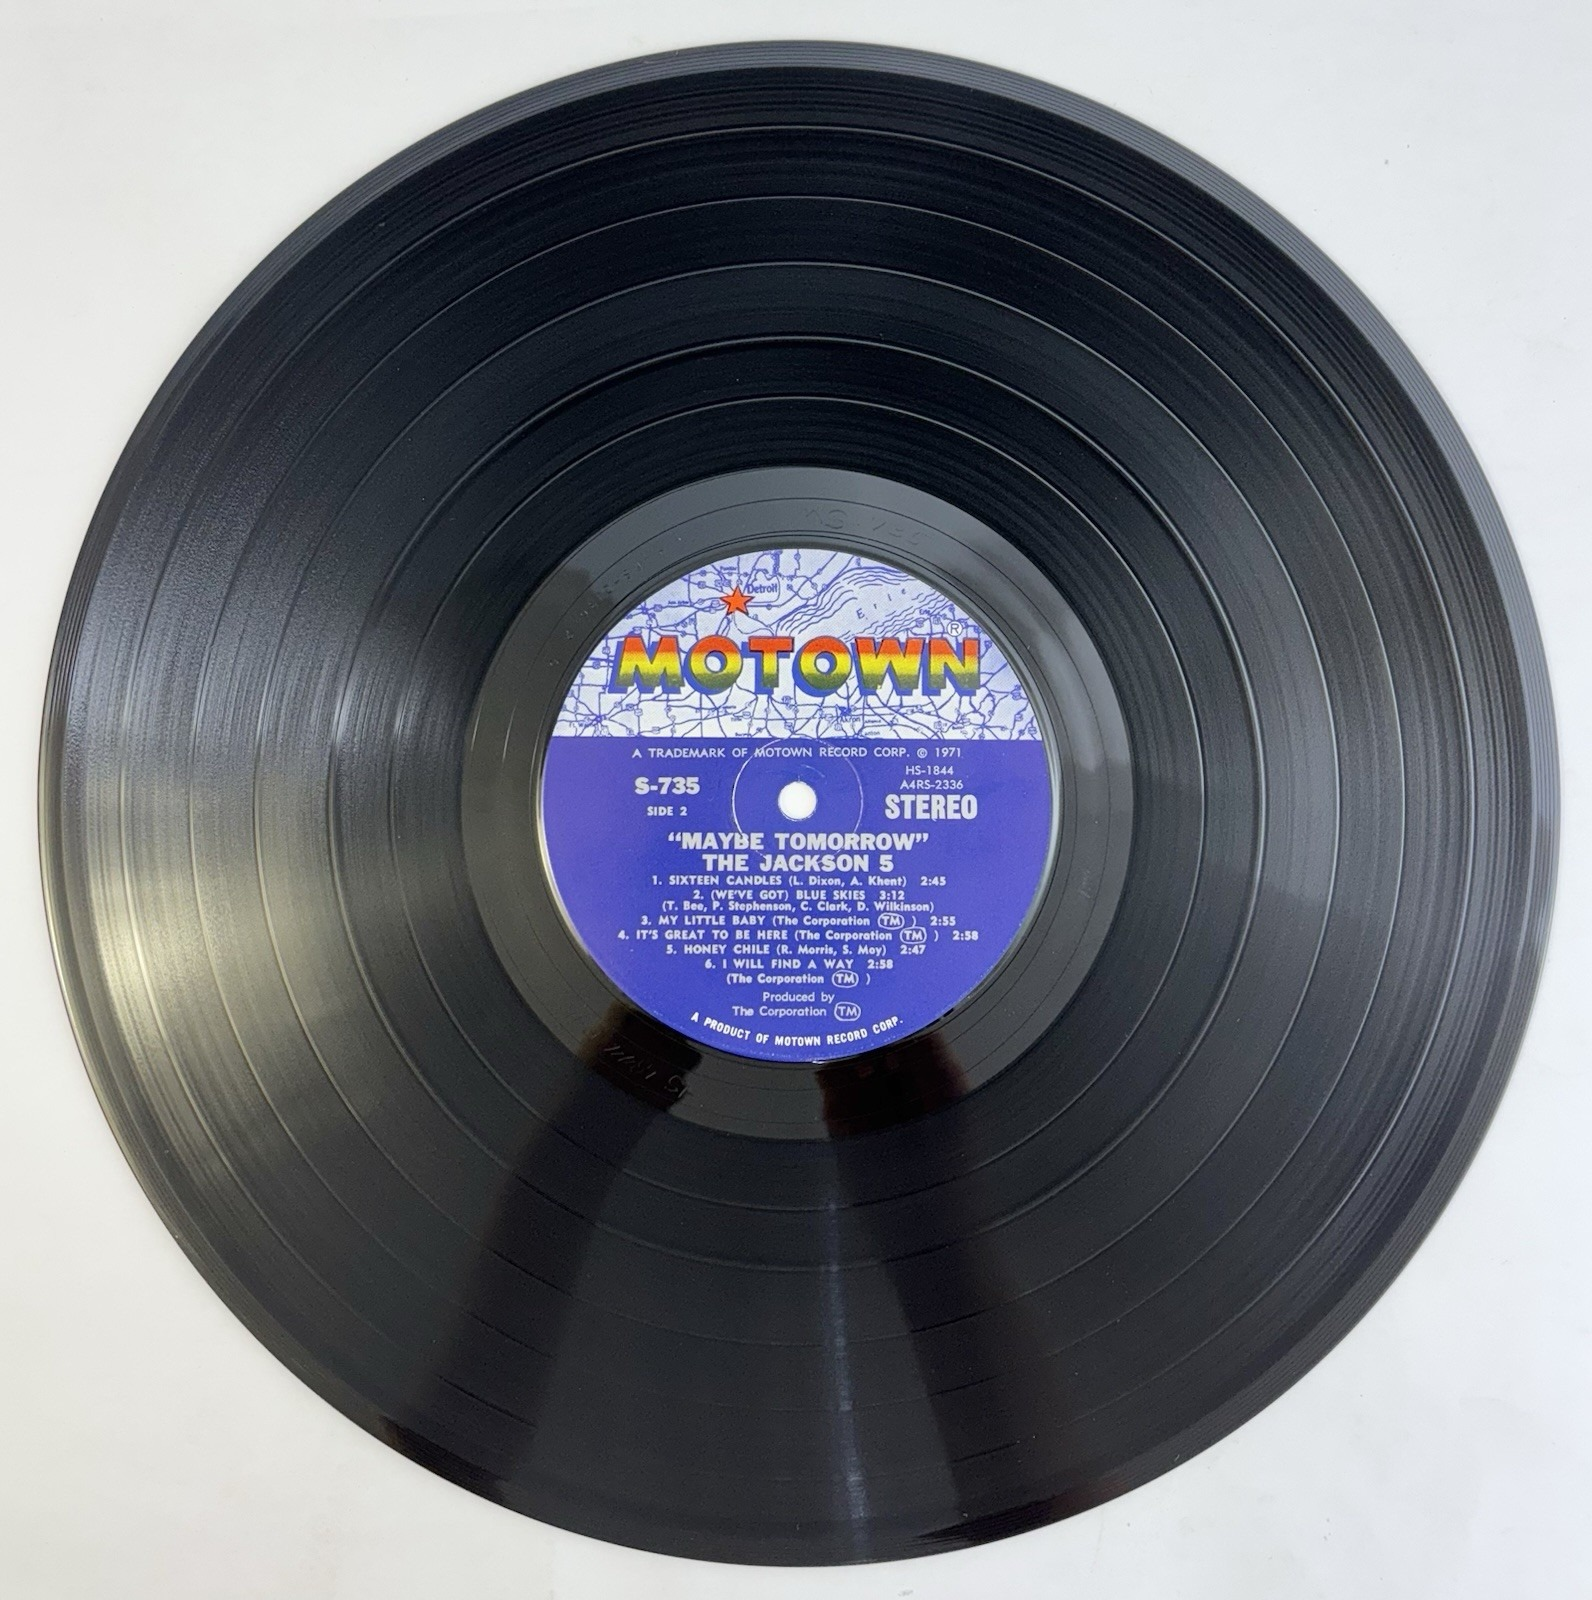 Detroit
Erie
MOTOWN®
Akron
A TRADEMARK OF MOTOWN RECORD CORP. © 1971
HS-1844
S-735
A4RS-2336
SIDE 2
STEREO
“MAYBE TOMORROW”
THE JACKSON 5
1. SIXTEEN CANDLES (L. Dixon, A. Khent) 2:45
2. (WE'VE GOT) BLUE SKIES 3:12
(T. Bee, P. Stephenson, C. Clark, D. Wilkinson)
3. MY LITTLE BABY (The Corporation TM ) 2:55
4. IT'S GREAT TO BE HERE (The Corporation TM ) 2:58
5. HONEY CHILE (R. Morris, S. Moy) 2:47
6. I WILL FIND A WAY 2:58
(The Corporation TM )
Produced by
The Corporation TM
A PRODUCT OF MOTOWN RECORD CORP.